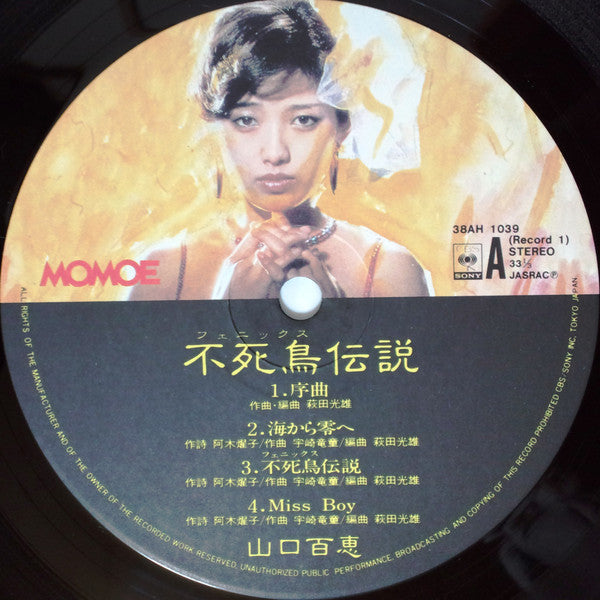 38AH 1039
(Record 1)
CBS
SONY
A
STEREO
33⅓
JASRAC Ⓟ
MOMOE
フェニックス
不死鳥伝説
1.序曲
作曲・編曲 萩田光雄
2.海から零へ
作詩 阿木燿子/作曲 宇崎竜童/編曲 萩田光雄
フェニックス
3.不死鳥伝説
作詩 阿木燿子/作曲 宇崎竜童/編曲 萩田光雄
4.Miss Boy
作詩 阿木燿子/作曲 宇崎竜童/編曲 萩田光雄
山口百恵
ALL RIGHTS OF THE MANUFACTURER AND OF THE OWNER OF THE RECORDED WORK RESERVED. UNAUTHORIZED PUBLIC PERFORMANCE, BROADCASTING AND COPYING OF THIS RECORD PROHIBITED CBS/SONY INC. TOKYO JAPAN.